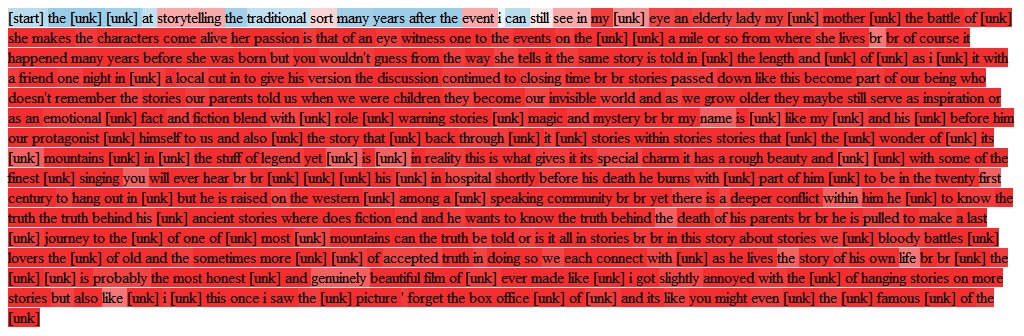 [start] the [unk] [unk] at storytelling the traditional sort many years after the event i can still see in my [unk] eye an elderly lady my [unk] mother [unk] the battle of [unk]
she makes the characters come alive her passion is that of an eye witness one to the events on the [unk] [unk] a mile or so from where she lives br br of course it
happened many years before she was born but you wouldn't guess from the way she tells it the same story is told in [unk] the length and [unk] of [unk] as i [unk] it with
a friend one night in [unk] a local cut in to give his version the discussion continued to closing time br br stories passed down like this become part of our being who
doesn't remember the stories our parents told us when we were children they become our invisible world and as we grow older they maybe still serve as inspiration or
as an emotional [unk] fact and fiction blend with [unk] role [unk] warning stories [unk] magic and mystery br br my name is [unk] like my [unk] and his [unk] before him
our protagonist [unk] himself to us and also [unk] the story that [unk] back through [unk] it [unk] stories within stories stories that [unk] the [unk] wonder of [unk] its
[unk] mountains [unk] in [unk] the stuff of legend yet [unk] is [unk] in reality this is what gives it its special charm it has a rough beauty and [unk] [unk] with some of the
finest [unk] singing you will ever hear br br [unk] [unk] [unk] his [unk] in hospital shortly before his death he burns with [unk] part of him [unk] to be in the twenty first
century to hang out in [unk] but he is raised on the western [unk] among a [unk] speaking community br br yet there is a deeper conflict within him he [unk] to know the
truth the truth behind his [unk] ancient stories where does fiction end and he wants to know the truth behind the death of his parents br br he is pulled to make a last
[unk] journey to the [unk] of one of [unk] most [unk] mountains can the truth be told or is it all in stories br br in this story about stories we [unk] bloody battles [unk]
lovers the [unk] of old and the sometimes more [unk] [unk] of accepted truth in doing so we each connect with [unk] as he lives the story of his own life br br [unk] the
[unk] [unk] is probably the most honest [unk] and genuinely beautiful film of [unk] ever made like [unk] i got slightly annoyed with the [unk] of hanging stories on more
stories but also like [unk] i [unk] this once i saw the [unk] picture ' forget the box office [unk] of [unk] and its like you might even [unk] the [unk] famous [unk] of the
[unk]